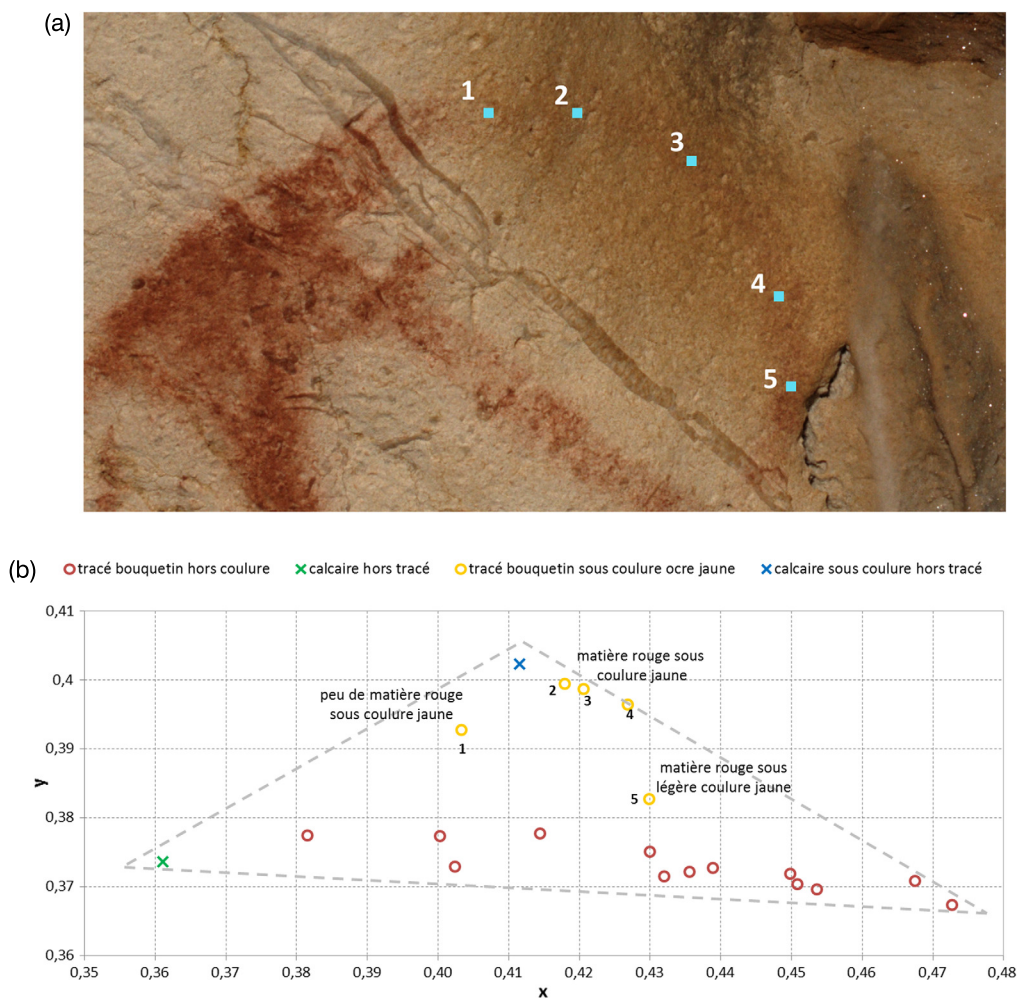 (a)
1
2
3
4
5
(b)
tracé bouquetin hors coulure
calcaire hors tracé
tracé bouquetin sous coulure ocre jaune
calcaire sous coulure hors tracé
0,41
0,4
0,39
0,38
0,37
0,36
y
peu de matière rouge
sous coulure jaune
1
matière rouge sous
coulure jaune
2
3
4
matière rouge sous
légère coulure jaune
5
0,35
0,36
0,37
0,38
0,39
0,40
0,41
0,42
0,43
0,44
0,45
0,46
0,47
0,48
x